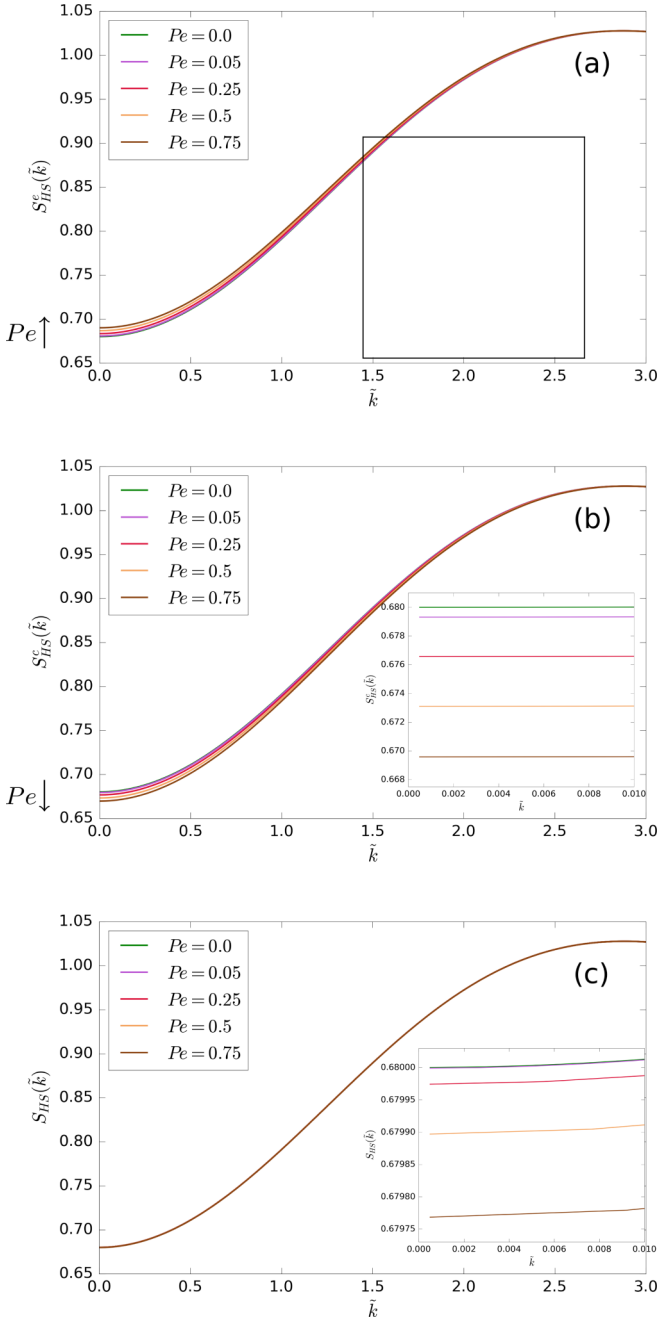 1.05
1.00
0.95
0.90
0.85
0.80
0.75
0.70
0.65
S^e_{HS}(k̃)
Pe = 0.0
Pe = 0.05
Pe = 0.25
Pe = 0.5
Pe = 0.75
(a)
Pe↑
0.0 0.5 1.0 1.5 2.0 2.5 3.0
k̃
1.05
1.00
0.95
0.90
0.85
0.80
0.75
0.70
0.65
S^c_{HS}(k̃)
Pe = 0.0
Pe = 0.05
Pe = 0.25
Pe = 0.5
Pe = 0.75
(b)
0.680
0.678
0.676
0.674
0.672
0.670
0.668
S^c_{HS}(k̃)
0.000 0.002 0.004 0.006 0.008 0.010
k̃
Pe↓
0.0 0.5 1.0 1.5 2.0 2.5 3.0
k̃
1.05
1.00
0.95
0.90
0.85
0.80
0.75
0.70
0.65
S_{HS}(k̃)
Pe = 0.0
Pe = 0.05
Pe = 0.25
Pe = 0.5
Pe = 0.75
(c)
0.68000
0.67995
0.67990
0.67985
0.67980
0.67975
S_{HS}(k̃)
0.000 0.002 0.004 0.006 0.008 0.010
k̃
0.0 0.5 1.0 1.5 2.0 2.5 3.0
k̃